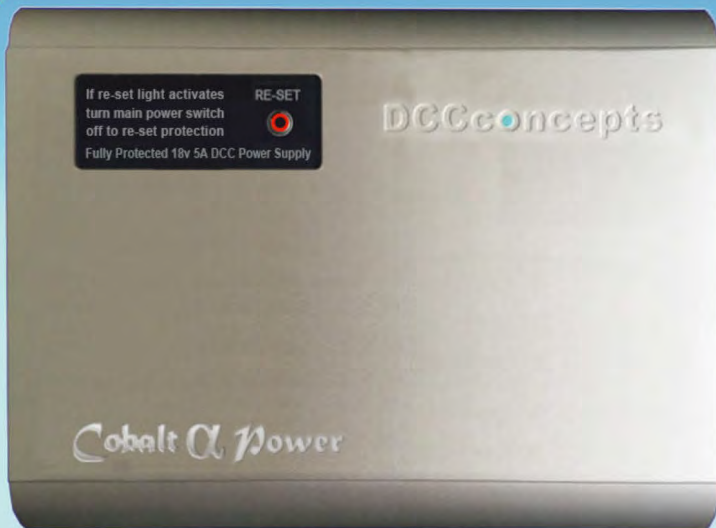 If re-set light activates
turn main power switch
off to re-set protection
RE-SET
Fully Protected 18v 5A DCC Power Supply
DCCconcepts
Cobalt α Power